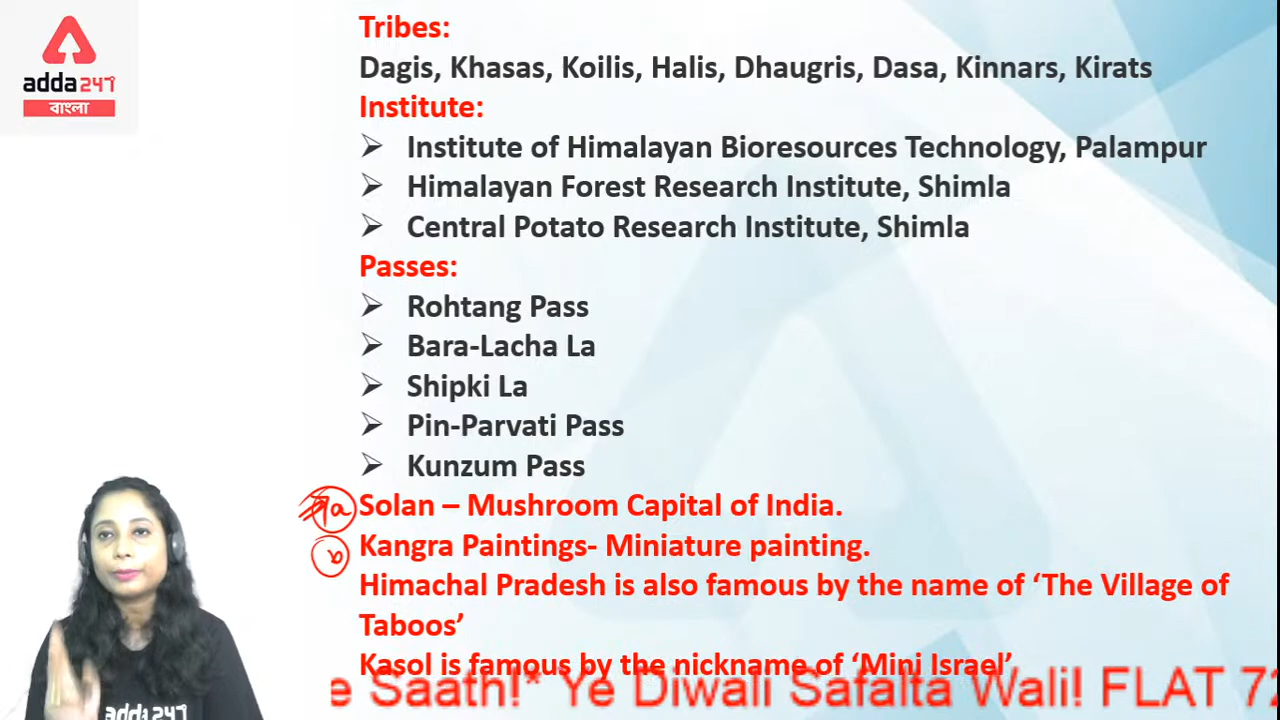 adda247
বাংলা
Tribes:
Dagis, Khasas, Koilis, Halis, Dhaugris, Dasa, Kinnars, Kirats
Institute:
Institute of Himalayan Bioresources Technology, Palampur
Himalayan Forest Research Institute, Shimla
Central Potato Research Institute, Shimla
Passes:
Rohtang Pass
Bara-Lacha La
Shipki La
Pin-Parvati Pass
Kunzum Pass
Solan – Mushroom Capital of India.
Kangra Paintings- Miniature painting.
Himachal Pradesh is also famous by the name of ‘The Village of
Taboos’
Kasol is famous by the nickname of ‘Mini Israel’
e Saath!* Ye Diwali Safalta Wali! FLAT 72
adda247